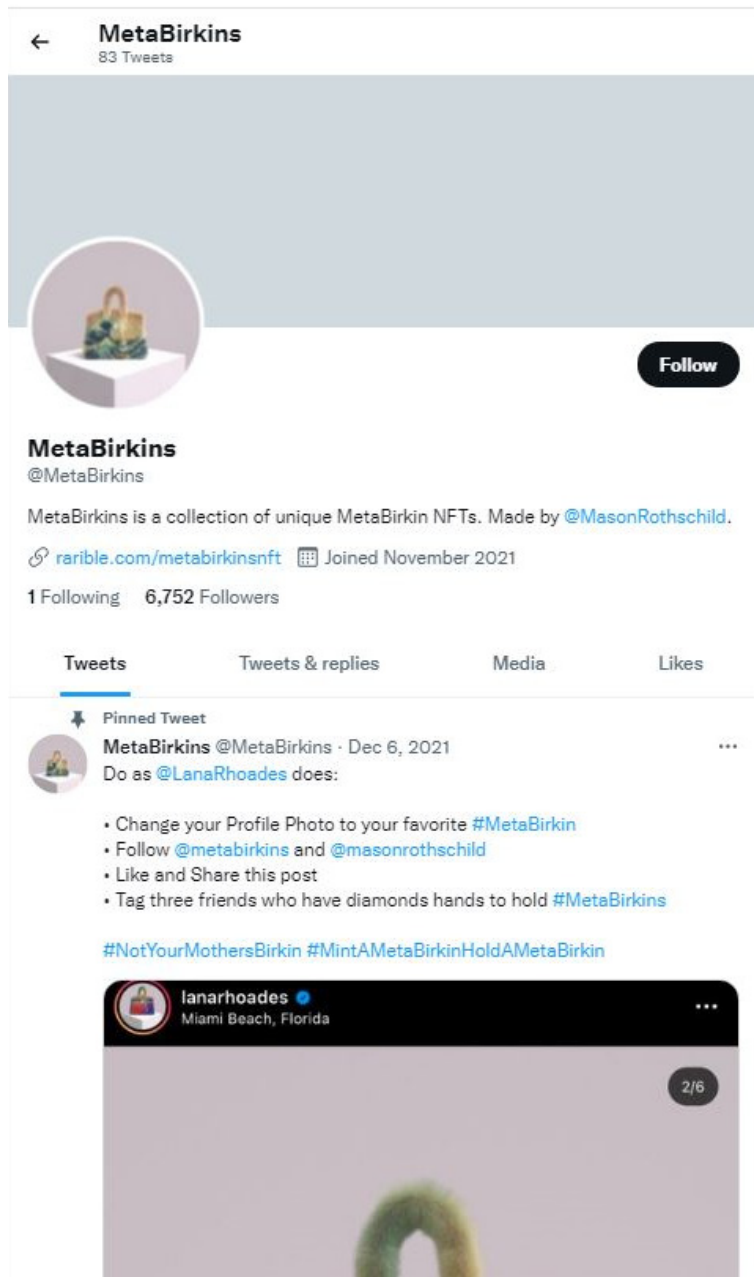 MetaBirkins
83 Tweets
Follow
MetaBirkins
@MetaBirkins
MetaBirkins is a collection of unique MetaBirkin NFTs. Made by @MasonRothschild.
rarible.com/metabirkinsnft Joined November 2021
1 Following 6,752 Followers
Tweets Tweets & replies Media Likes
Pinned Tweet
MetaBirkins @MetaBirkins · Dec 6, 2021
Do as @LanaRhoades does:
• Change your Profile Photo to your favorite #MetaBirkin
• Follow @metabirkins and @masonrothschild
• Like and Share this post
• Tag three friends who have diamonds hands to hold #MetaBirkins
#NotYourMothersBirkin #MintAMetaBirkinHoldAMetaBirkin
lanarhoades
Miami Beach, Florida
2/6